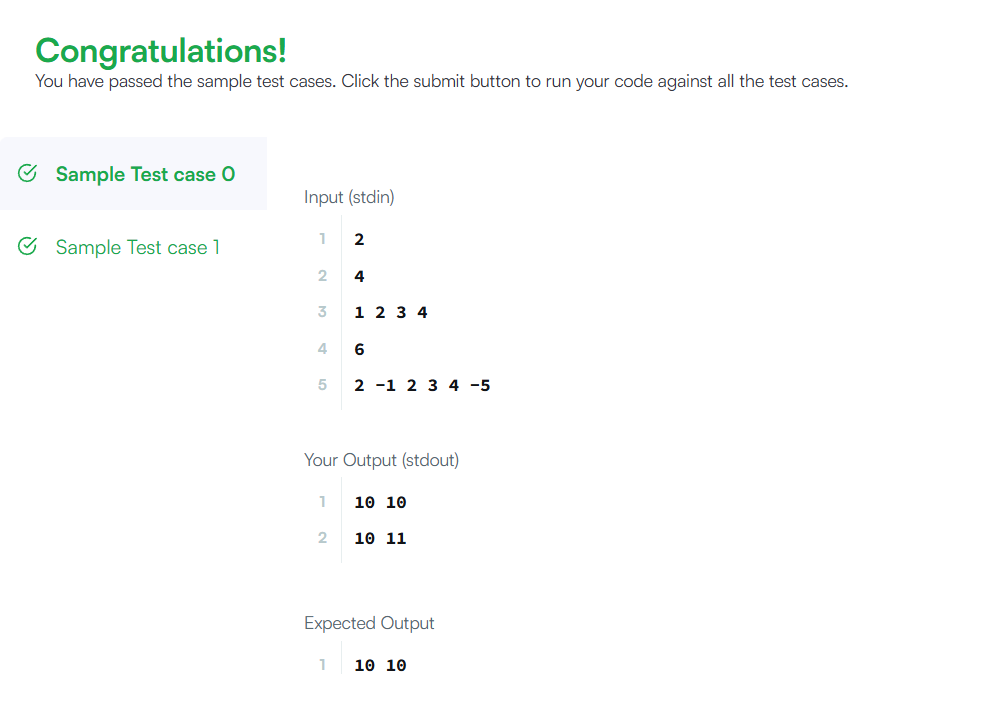 Congratulations!
You have passed the sample test cases. Click the submit button to run your code against all the test cases.
Sample Test case 0
Sample Test case 1
Input (stdin)
1 2
2 4
3 1 2 3 4
4 6
5 2 -1 2 3 4 -5
Your Output (stdout)
1 10 10
2 10 11
Expected Output
1 10 10